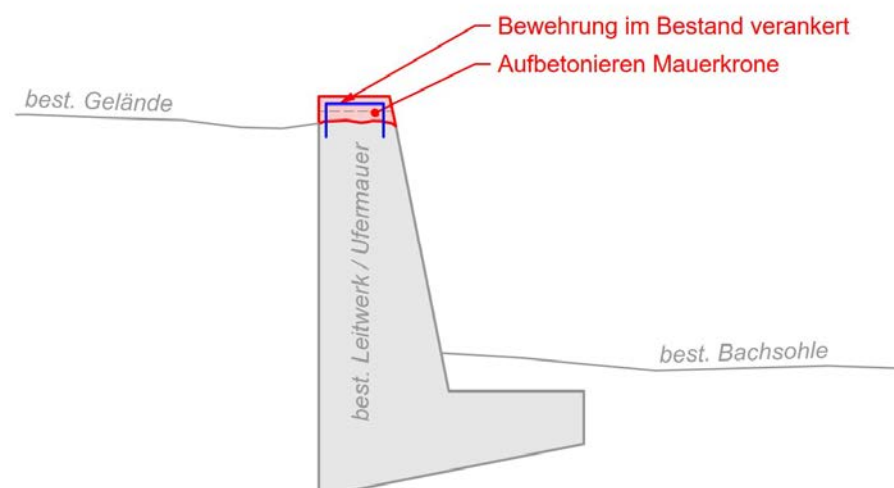 Bewehrung im Bestand verankert
Aufbetonieren Mauerkrone
best. Gelände
best. Leitwerk / Ufermauer
best. Bachsohle